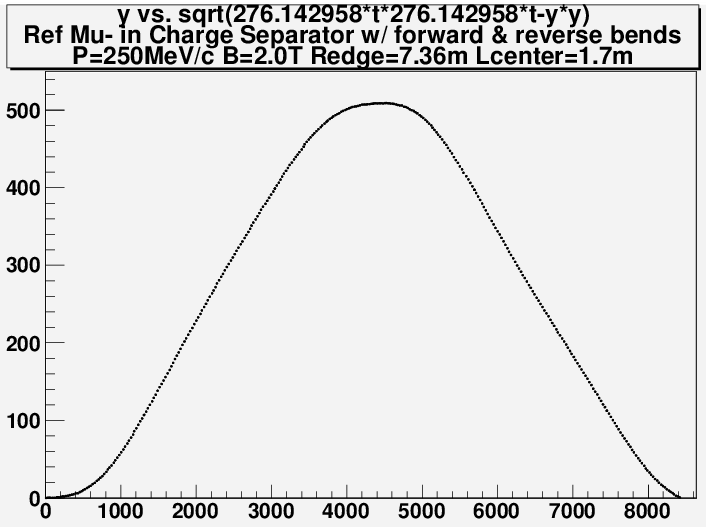 y vs. sqrt(276.142958*t*276.142958*t-y*y)
Ref Mu- in Charge Separator w/ forward & reverse bends
P=250MeV/c B=2.0T Redge=7.36m Lcenter=1.7m
500
400
300
200
100
0
0 1000 2000 3000 4000 5000 6000 7000 8000